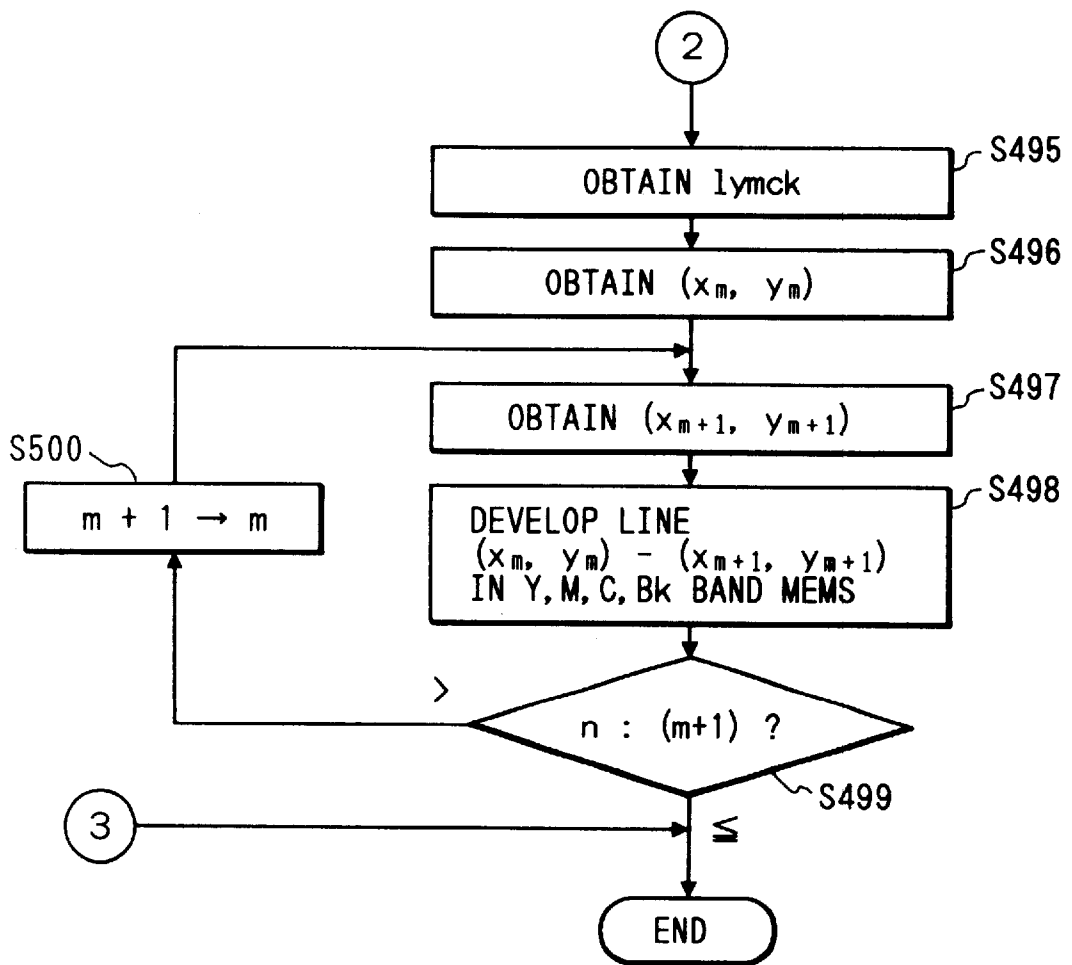 2
S495
OBTAIN lymck
S496
OBTAIN (xm, ym)
S497
OBTAIN (xm+1, ym+1)
S500
m + 1 → m
S498
DEVELOP LINE
(xm, ym) - (xm+1, ym+1)
IN Y,M,C,Bk BAND MEMS
>
n : (m+1) ?
S499
3
≦
END